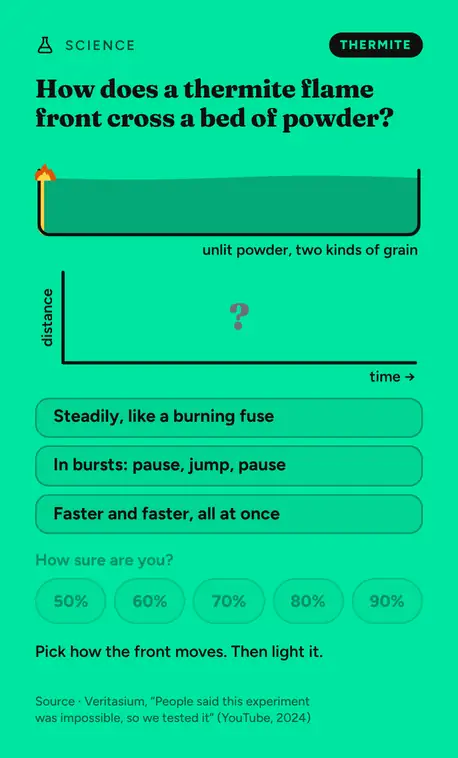 SCIENCE
THERMITE
How does a thermite flame
front cross a bed of powder?
unlit powder, two kinds of grain
distance
?
time →
Steadily, like a burning fuse
In bursts: pause, jump, pause
Faster and faster, all at once
How sure are you?
50% 60% 70% 80% 90%
Pick how the front moves. Then light it.
Source · Veritasium, “People said this experiment
was impossible, so we tested it” (YouTube, 2024)